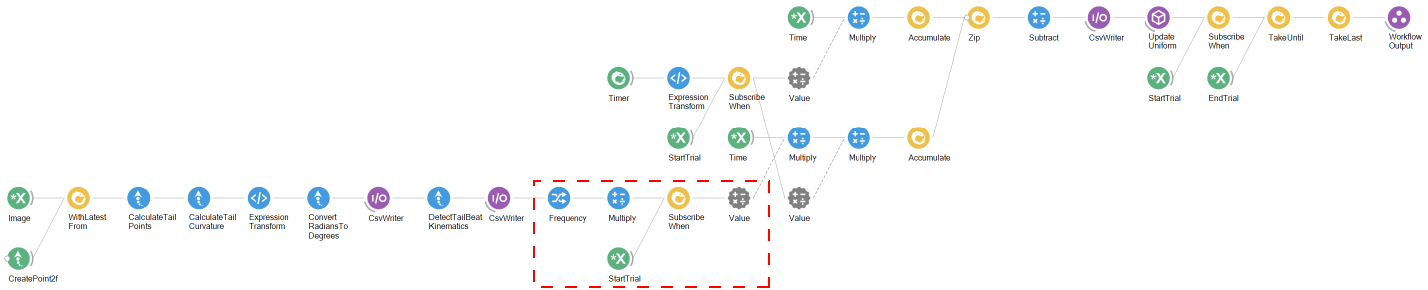 Time
Multiply
Accumulate
Zip
Subtract
CsvWriter
Update
Uniform
Subscribe
When
TakeUntil
TakeLast
Workflow
Output
Timer
Expression
Transform
Subscribe
When
Value
StartTrial
EndTrial
StartTrial
Time
Multiply
Multiply
Accumulate
Image
WithLatest
From
CalculateTail
Points
CalculateTail
Curvature
Expression
Transform
Convert
RadiansTo
Degrees
CsvWriter
DetectTailBeat
Kinematics
CsvWriter
Frequency
Multiply
Subscribe
When
Value
Value
CreatePoint2f
StartTrial